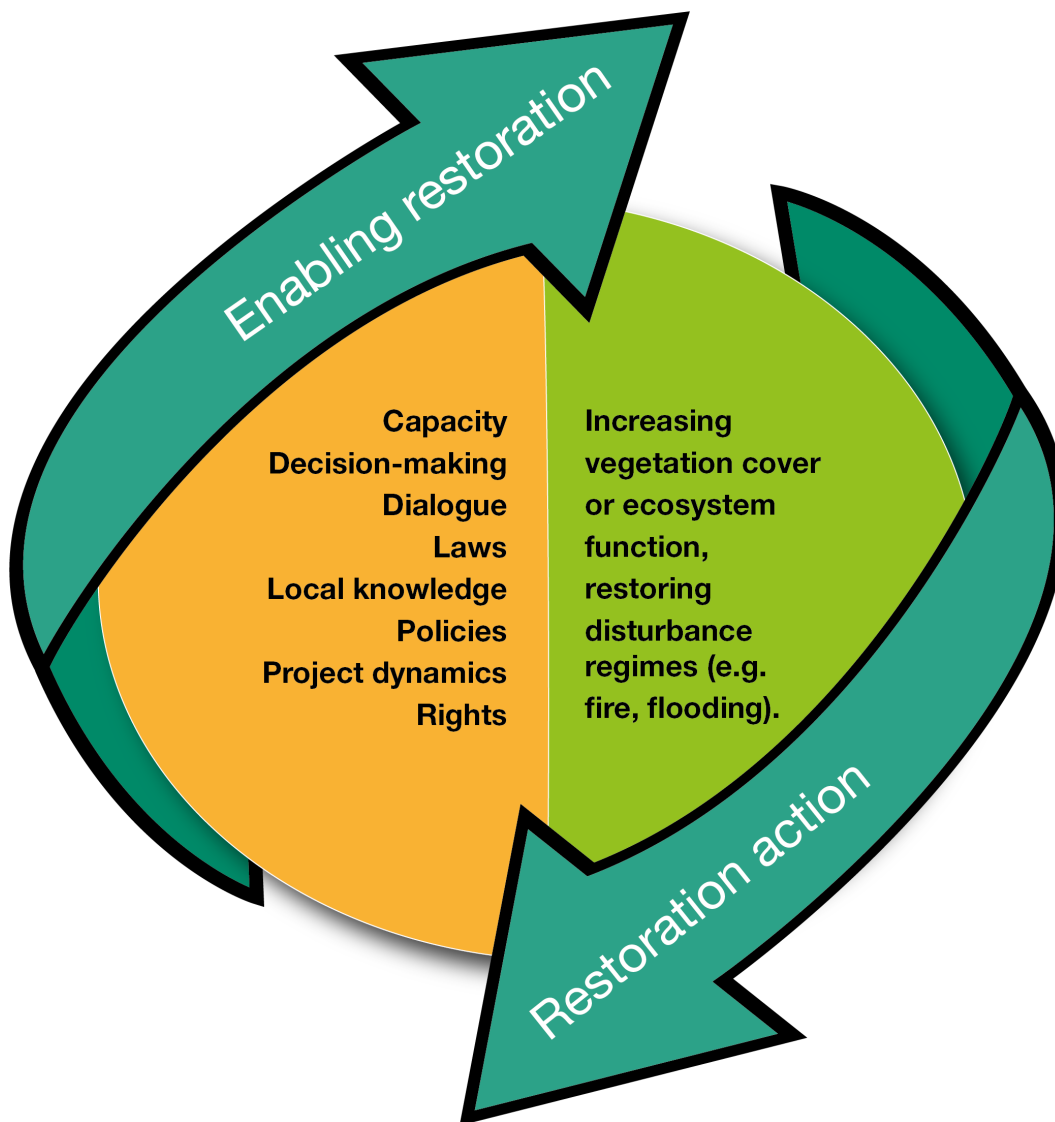 Enabling restoration
Capacity
Decision-making
Dialogue
Laws
Local knowledge
Policies
Project dynamics
Rights
Increasing
vegetation cover
or ecosystem
function,
restoring
disturbance
regimes (e.g.
fire, flooding).
Restoration action